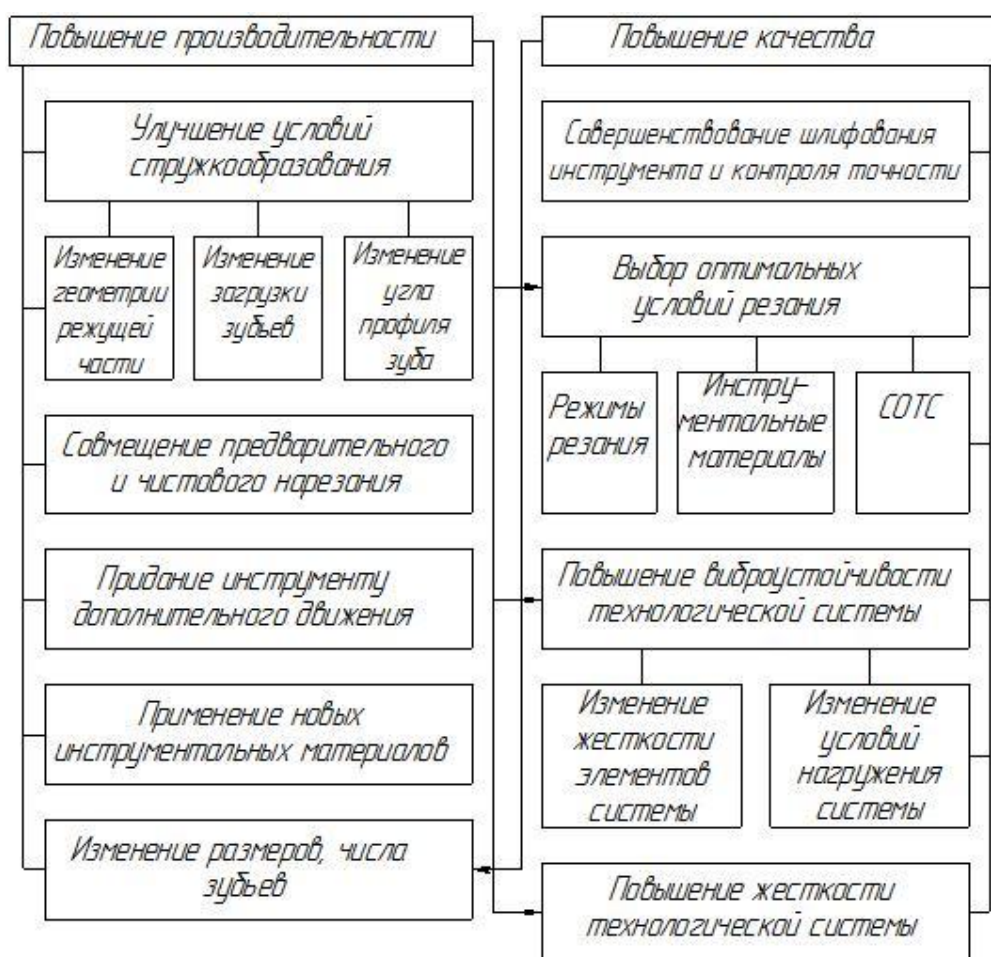 Повышение производительности
Улучшение условий
стружкообразования
Изменение
геометрии
режущей
части
Изменение
загрузки
зубьев
Изменение
угла
профиля
зуба
Совмещение предварительного
и чистового нарезания
Придание инструменту
дополнительного движения
Применение новых
инструментальных материалов
Изменение размеров, числа
зубьев
Повышение качества
Совершенствование шлифования
инструмента и контроля точности
Выбор оптимальных
условий резания
Режимы
резания
Инстру-
ментальные
материалы
СОТС
Повышение виброустойчивости
технологической системы
Изменение
жесткости
элементов
системы
Изменение
условий
нагружения
системы
Повышение жесткости
технологической системы